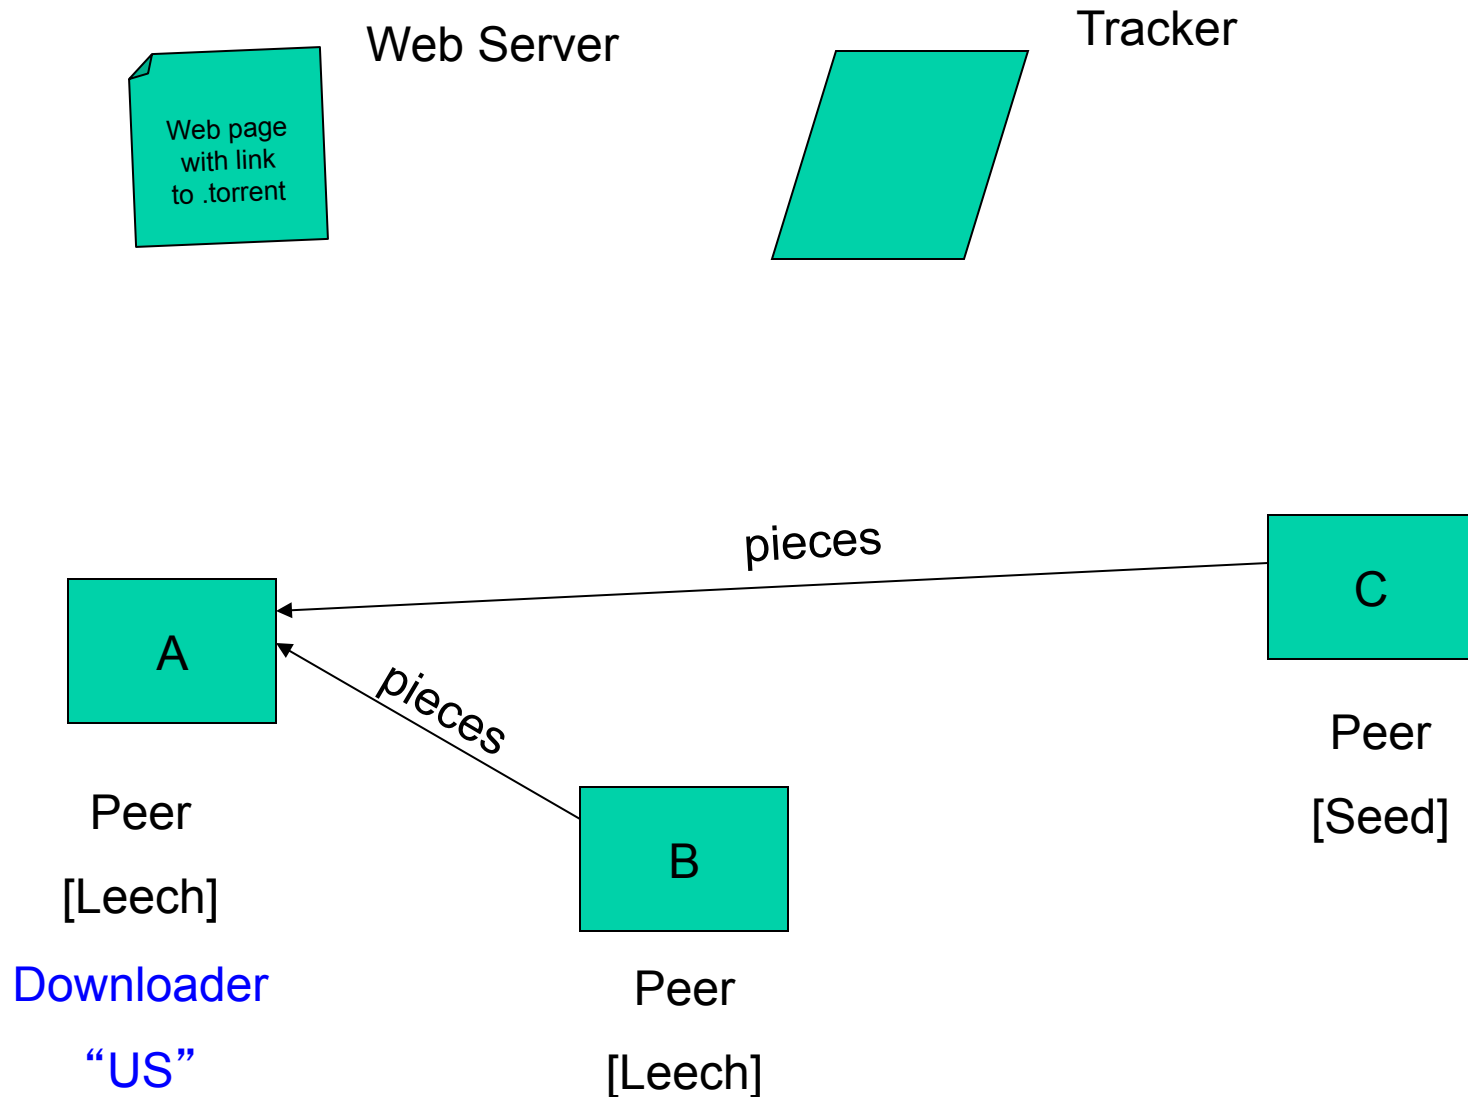 Web Server
Tracker
Web page
with link
to .torrent
pieces
C
A
pieces
Peer
[Seed]
Peer
[Leech]
Downloader
“US”
B
Peer
[Leech]